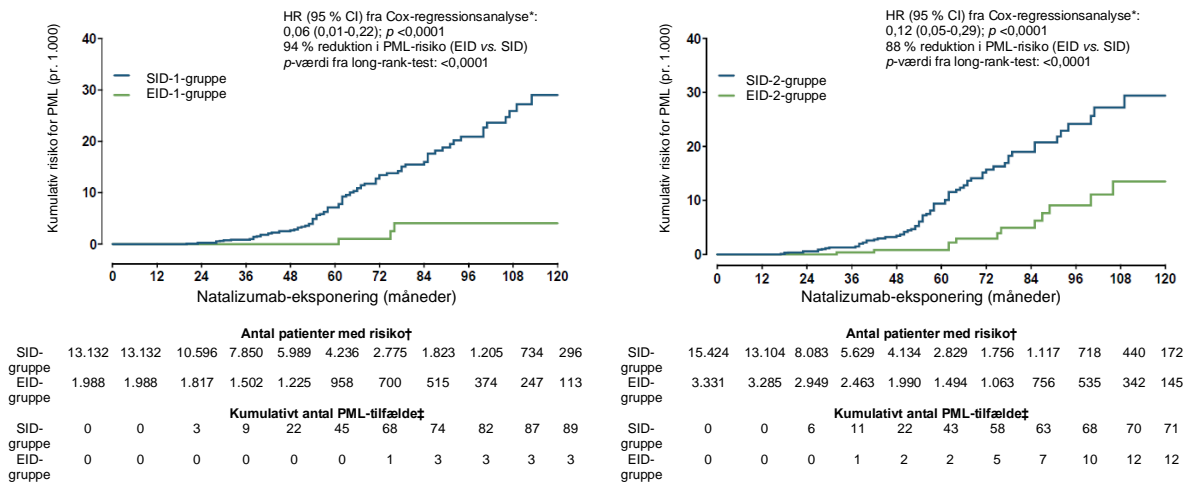 HR (95 % CI) fra Cox-regressionsanalyse*:
0,06 (0,01-0,22); p <0,0001
94 % reduktion i PML-risiko (EID vs. SID)
p-værdi fra long-rank-test: <0,0001
SID-1-gruppe
EID-1-gruppe
Kumulativ risiko for PML (pr. 1.000)
40
30
20
10
0
0 12 24 36 48 60 72 84 96 108 120
Natalizumab-eksponering (måneder)
Antal patienter med risiko†
SID-gruppe 13.132 13.132 10.596 7.850 5.989 4.236 2.775 1.823 1.205 734 296
EID-gruppe 1.988 1.988 1.817 1.502 1.225 958 700 515 374 247 113
Kumulativt antal PML-tilfælde‡
SID-gruppe 0 0 3 9 22 45 68 74 82 87 89
EID-gruppe 0 0 0 0 0 0 1 3 3 3 3
HR (95 % CI) fra Cox-regressionsanalyse*:
0,12 (0,05-0,29); p <0,0001
88 % reduktion i PML-risiko (EID vs. SID)
p-værdi fra long-rank-test: <0,0001
SID-2-gruppe
EID-2-gruppe
Kumulativ risiko for PML (pr. 1.000)
40
30
20
10
0
0 12 24 36 48 60 72 84 96 108 120
Natalizumab-eksponering (måneder)
Antal patienter med risiko†
SID-gruppe 15.424 13.104 8.083 5.629 4.134 2.829 1.756 1.117 718 440 172
EID-gruppe 3.331 3.285 2.949 2.463 1.990 1.494 1.063 756 535 342 145
Kumulativt antal PML-tilfælde‡
SID-gruppe 0 0 6 11 22 43 58 63 68 70 71
EID-gruppe 0 0 0 1 2 2 5 7 10 12 12